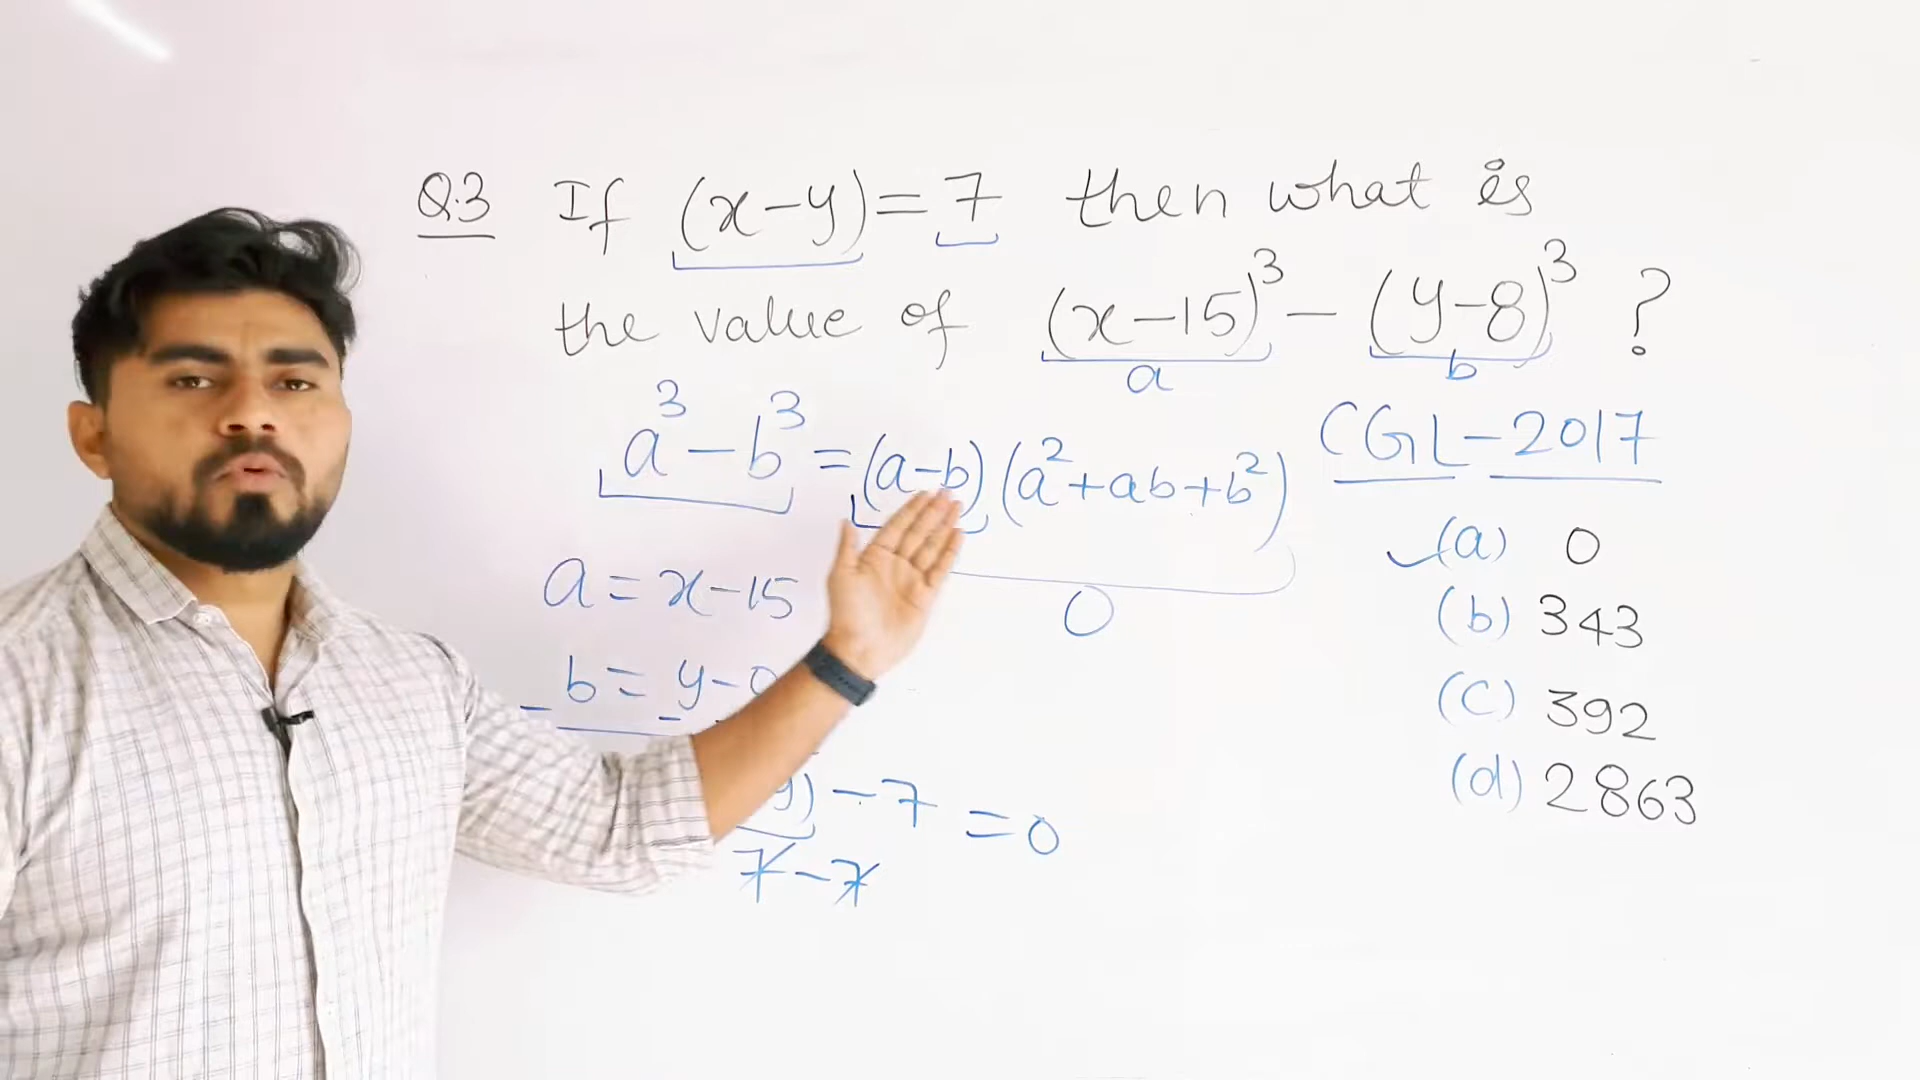 Q.3 If (x-y) = 7 then what is
the value of (x-15)³ - (y-8)³ ?
a b
a³ - b³ = (a-b)(a²+ab+b²)
CGL-2017
a = x-15
0
b = y-
-7 = 0
7-7
(a) 0
(b) 343
(c) 392
(d) 2863